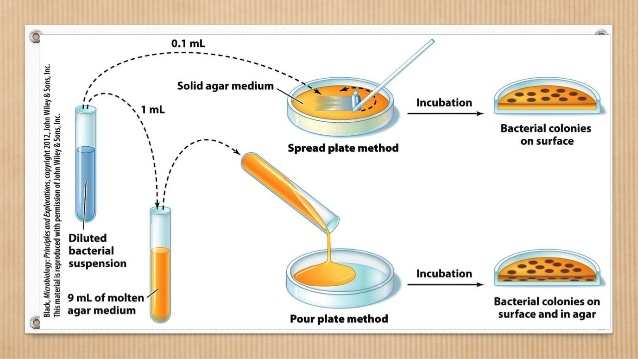 0.1 mL
Solid agar medium
1 mL
Spread plate method
Incubation
Bacterial colonies
on surface
Diluted
bacterial
suspension
9 mL of molten
agar medium
Pour plate method
Incubation
Bacterial colonies on
surface and in agar
Black, Microbiology: Principles and Explorations, copyright 2012, John Wiley & Sons, Inc.
This material is reproduced with permission of John Wiley & Sons, Inc.